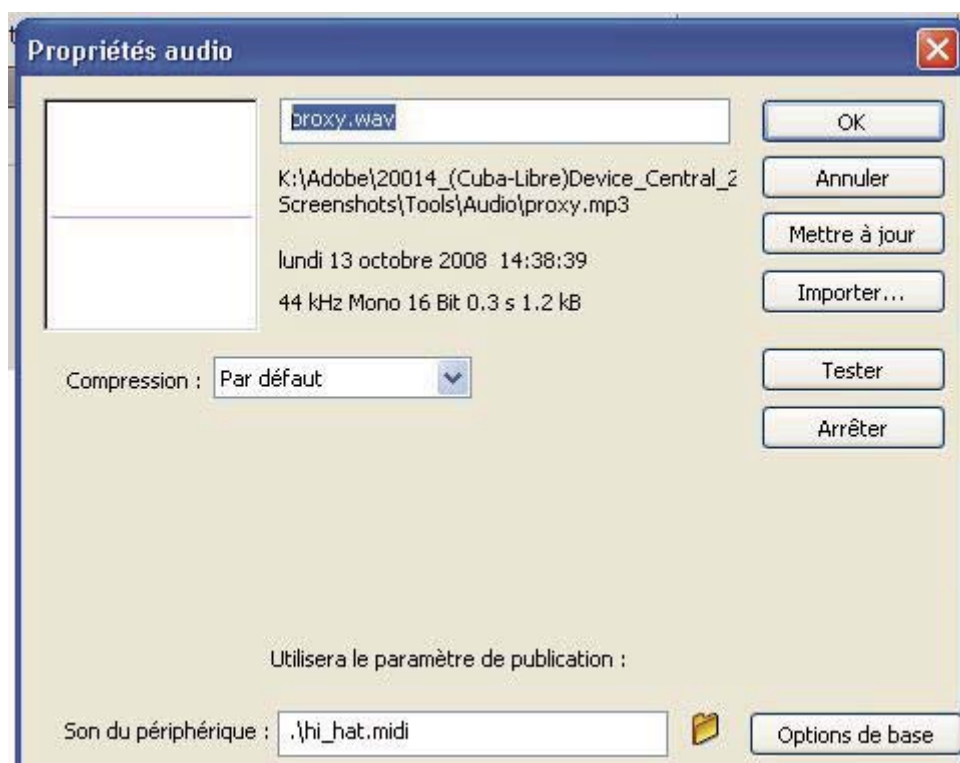 Propriétés audio
proxy.wav
OK
K:\Adobe\20014_(Cuba-Libre)Device_Central_2
Screenshots\Tools\Audio\proxy.mp3
Annuler
Mettre à jour
lundi 13 octobre 2008 14:38:39
Importer...
44 kHz Mono 16 Bit 0.3 s 1.2 kB
Compression : Par défaut
Tester
Arrêter
Utilisera le paramètre de publication :
Son du périphérique : .\hi_hat.midi
Options de base